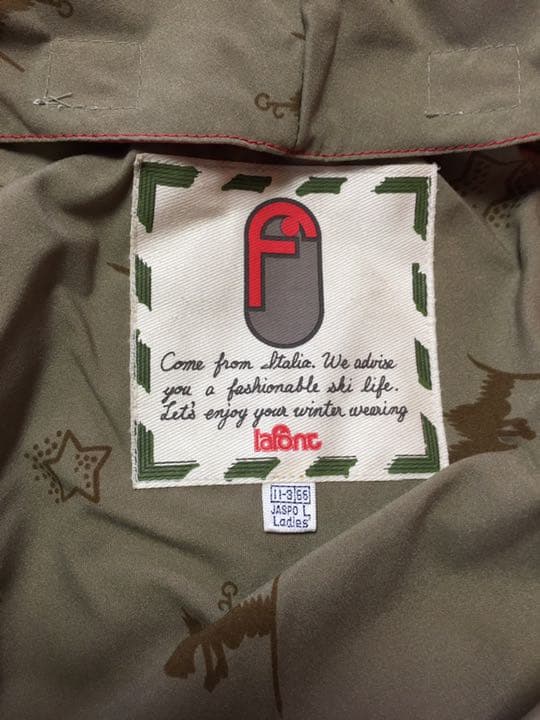 f
Come from Italia. We advise
you a fashionable ski life.
Let's enjoy your winter wearing
lafont
11-3 66
JASPO L
Ladies